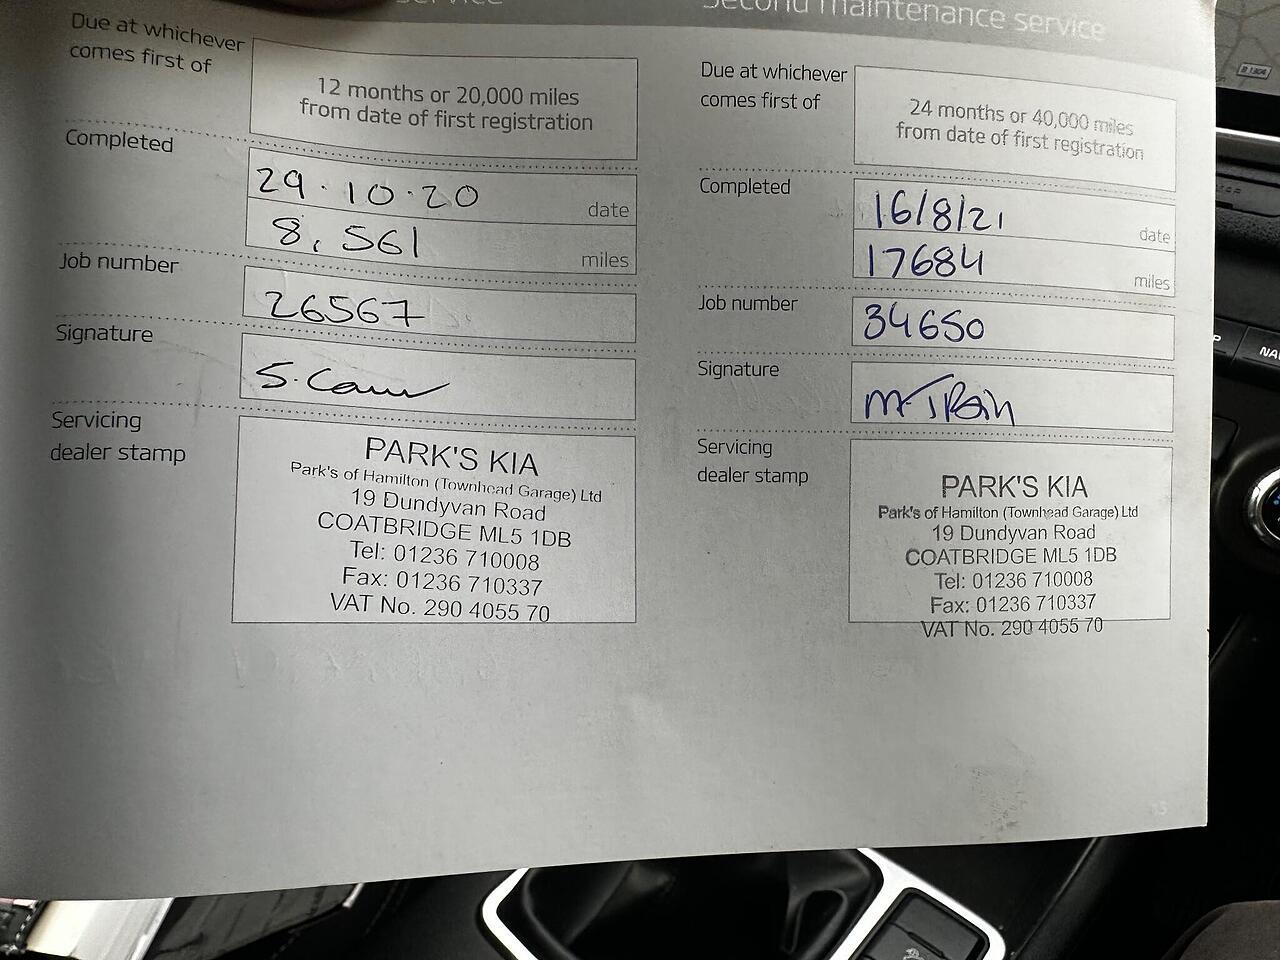 service
Due at whichever
comes first of
12 months or 20,000 miles
from date of first registration
Completed
29·10·20
date
8,561
miles
Job number
26567
Signature
Servicing
dealer stamp
PARK'S KIA
Park's of Hamilton (Townhead Garage) Ltd
19 Dundyvan Road
COATBRIDGE ML5 1DB
Tel: 01236 710008
Fax: 01236 710337
VAT No. 290 4055 70
Second maintenance service
Due at whichever
comes first of
24 months or 40,000 miles
from date of first registration
Completed
16/8/21
date
17684
miles
Job number
34650
Signature
Servicing
dealer stamp
PARK'S KIA
Park's of Hamilton (Townhead Garage) Ltd
19 Dundyvan Road
COATBRIDGE ML5 1DB
Tel: 01236 710008
Fax: 01236 710337
VAT No. 290 4055 70